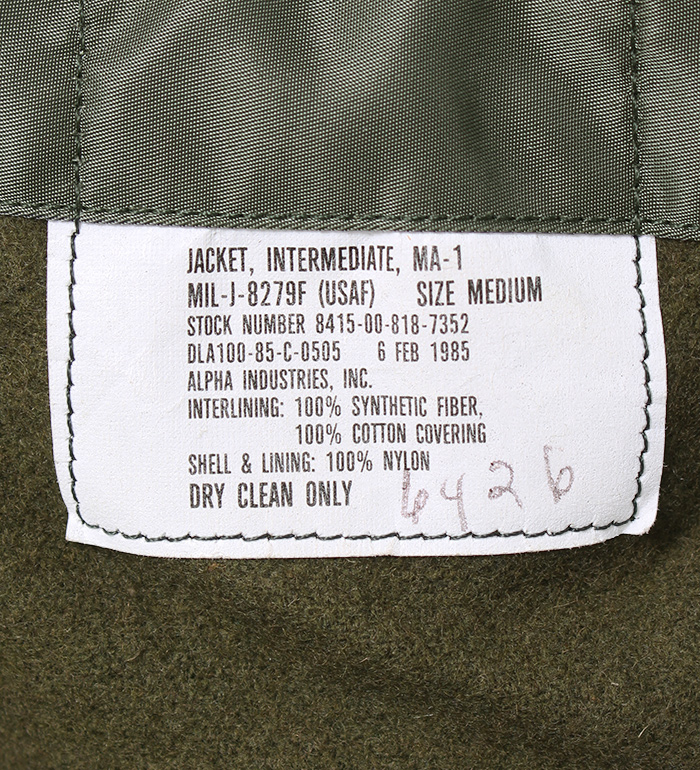 JACKET, INTERMEDIATE, MA-1
MIL-J-8279F (USAF) SIZE MEDIUM
STOCK NUMBER 8415-00-818-7352
DLA100-85-C-0505 6 FEB 1985
ALPHA INDUSTRIES, INC.
INTERLINING: 100% SYNTHETIC FIBER,
100% COTTON COVERING
SHELL & LINING: 100% NYLON
DRY CLEAN ONLY
6426